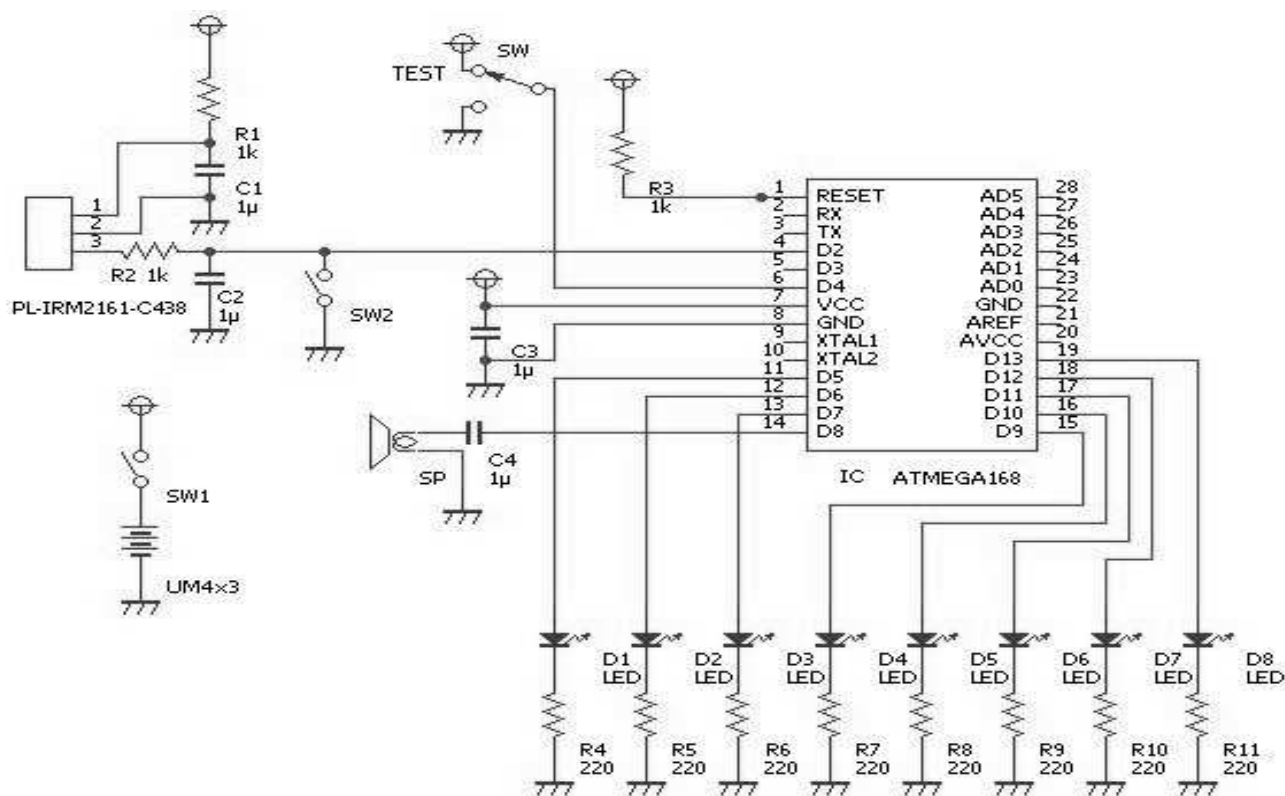 SW
TEST
R1
1k
C1
1μ
1
2
3
R2 1k
C2
1μ
PL-IRM2161-C438
SW2
R3
1k
C3
1μ
SP
C4
1μ
SW1
UM4x3
1
2
3
4
5
6
7
8
9
10
11
12
13
14
RESET
RX
TX
D2
D3
D4
VCC
GND
XTAL1
XTAL2
D5
D6
D7
D8
AD5
AD4
AD3
AD2
AD1
AD0
GND
AREF
AVCC
D13
D12
D11
D10
D9
28
27
26
25
24
23
22
21
20
19
18
17
16
15
IC ATMEGA168
D1
LED
D2
LED
D3
LED
D4
LED
D5
LED
D6
LED
D7
LED
D8
LED
R4
220
R5
220
R6
220
R7
220
R8
220
R9
220
R10
220
R11
220